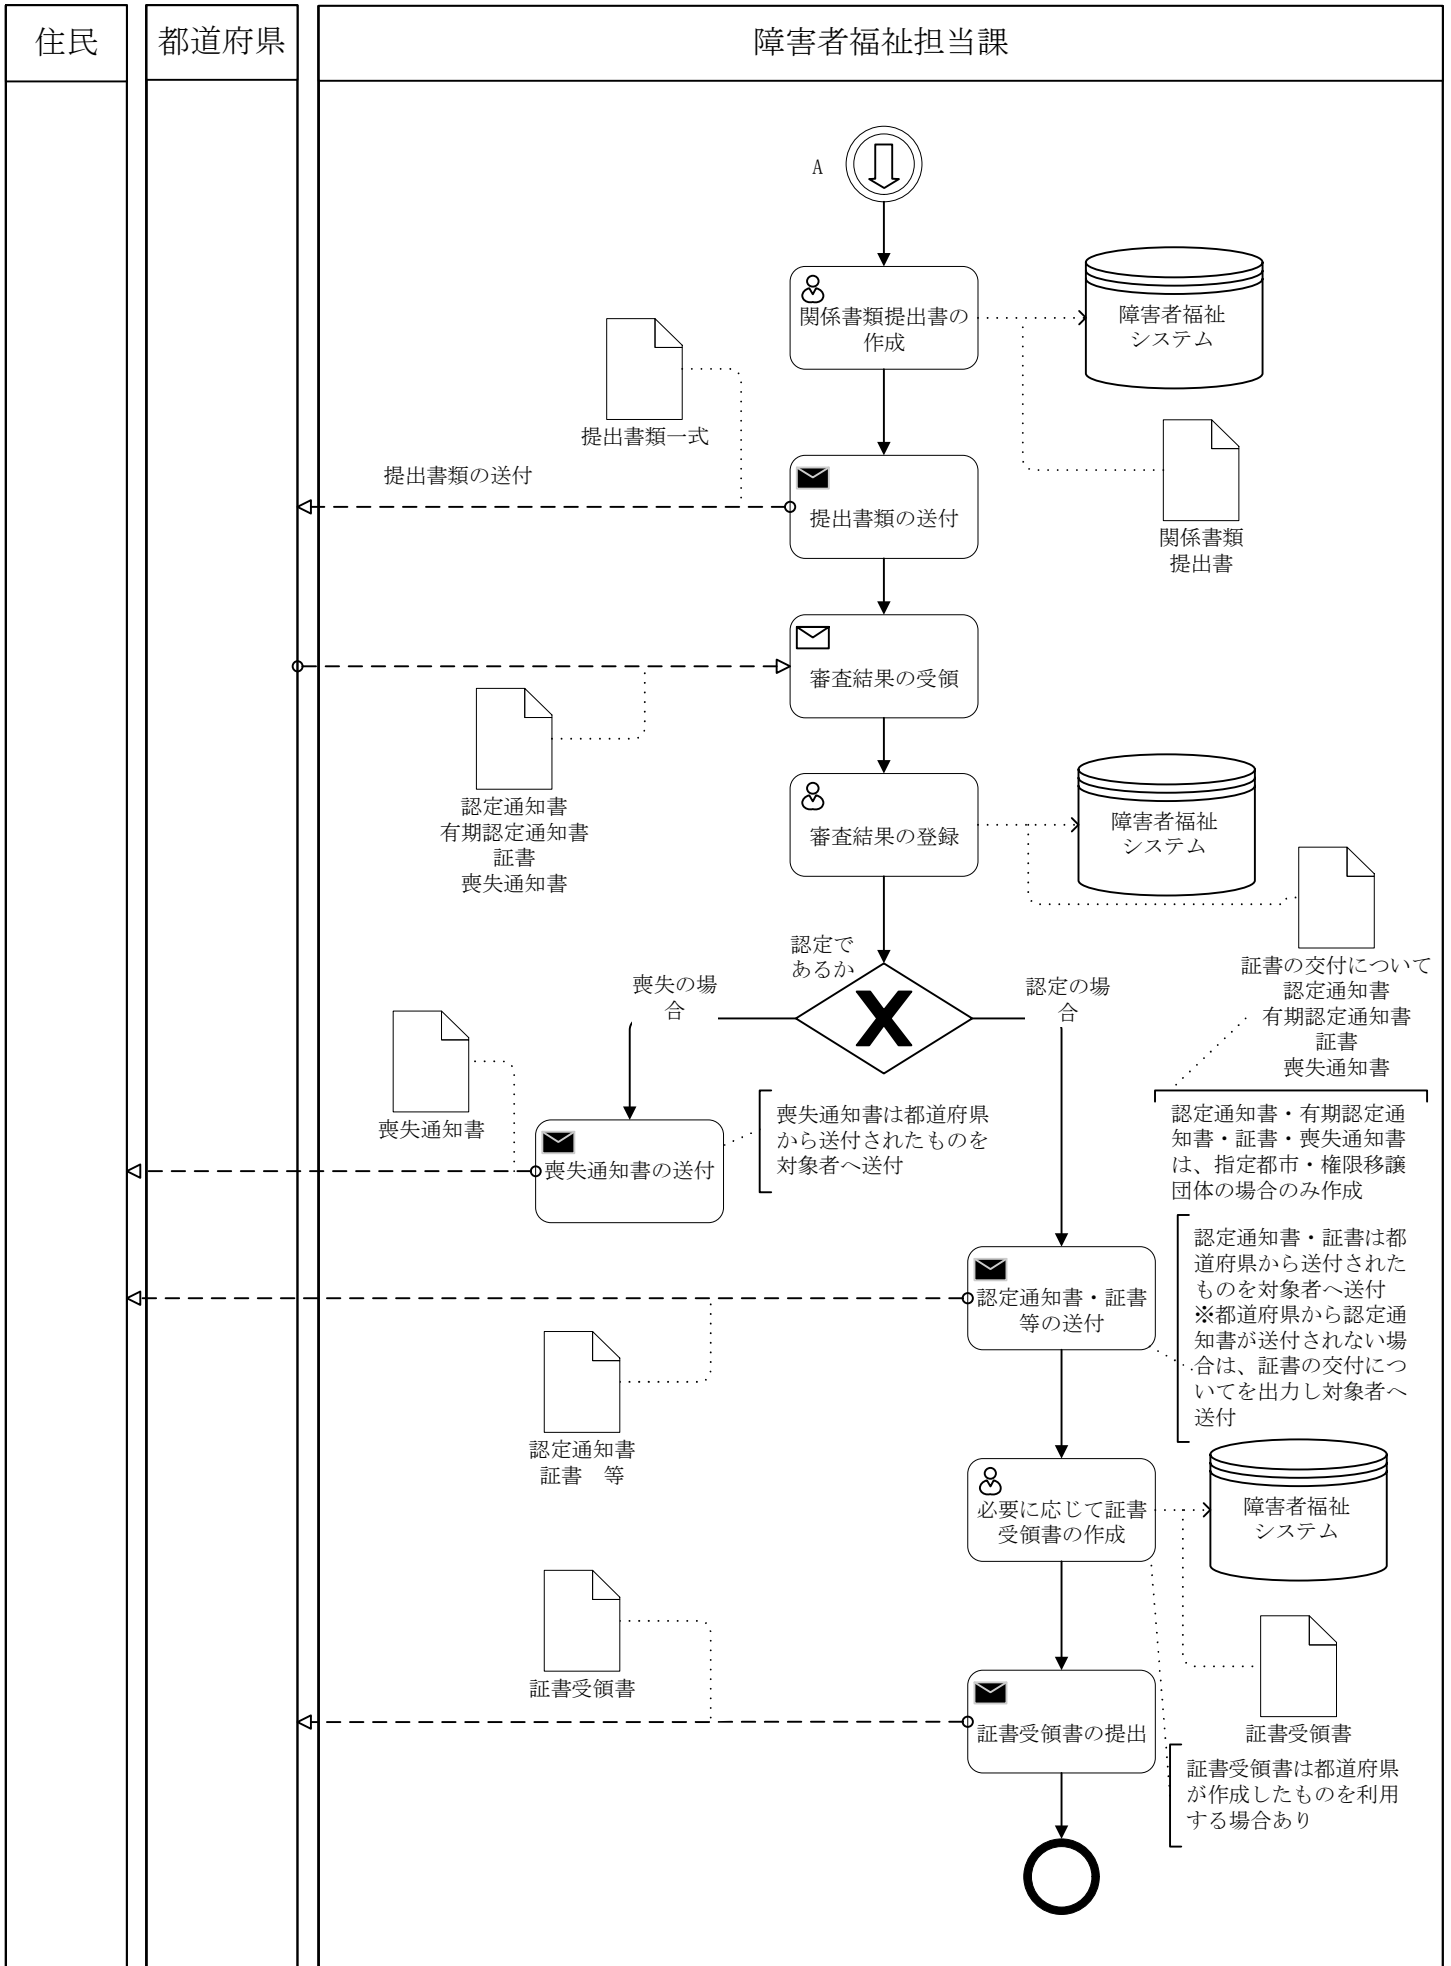 住民
都道府県
障害者福祉担当課
A
関係書類提出書の
作成
障害者福祉
システム
提出書類一式
関係書類
提出書
提出書類の送付
提出書類の送付
審査結果の受領
認定通知書
有期認定通知書
証書
喪失通知書
審査結果の登録
障害者福祉
システム
証書の交付について
認定通知書
有期認定通知書
証書
喪失通知書
認定で
あるか
喪失の場
合
認定の場
合
喪失通知書
喪失通知書の送付
喪失通知書は都道府県
から送付されたものを
対象者へ送付
認定通知書・有期認定通
知書・証書・喪失通知書
は、指定都市・権限移譲
団体の場合のみ作成
認定通知書・証書
等の送付
認定通知書・証書は都
道府県から送付された
ものを対象者へ送付
※都道府県から認定通
知書が送付されない場
合は、証書の交付につ
いてを出力し対象者へ
送付
認定通知書
証書　等
必要に応じて証書
受領書の作成
障害者福祉
システム
証書受領書
証書受領書
証書受領書の提出
証書受領書は都道府県
が作成したものを利用
する場合あり